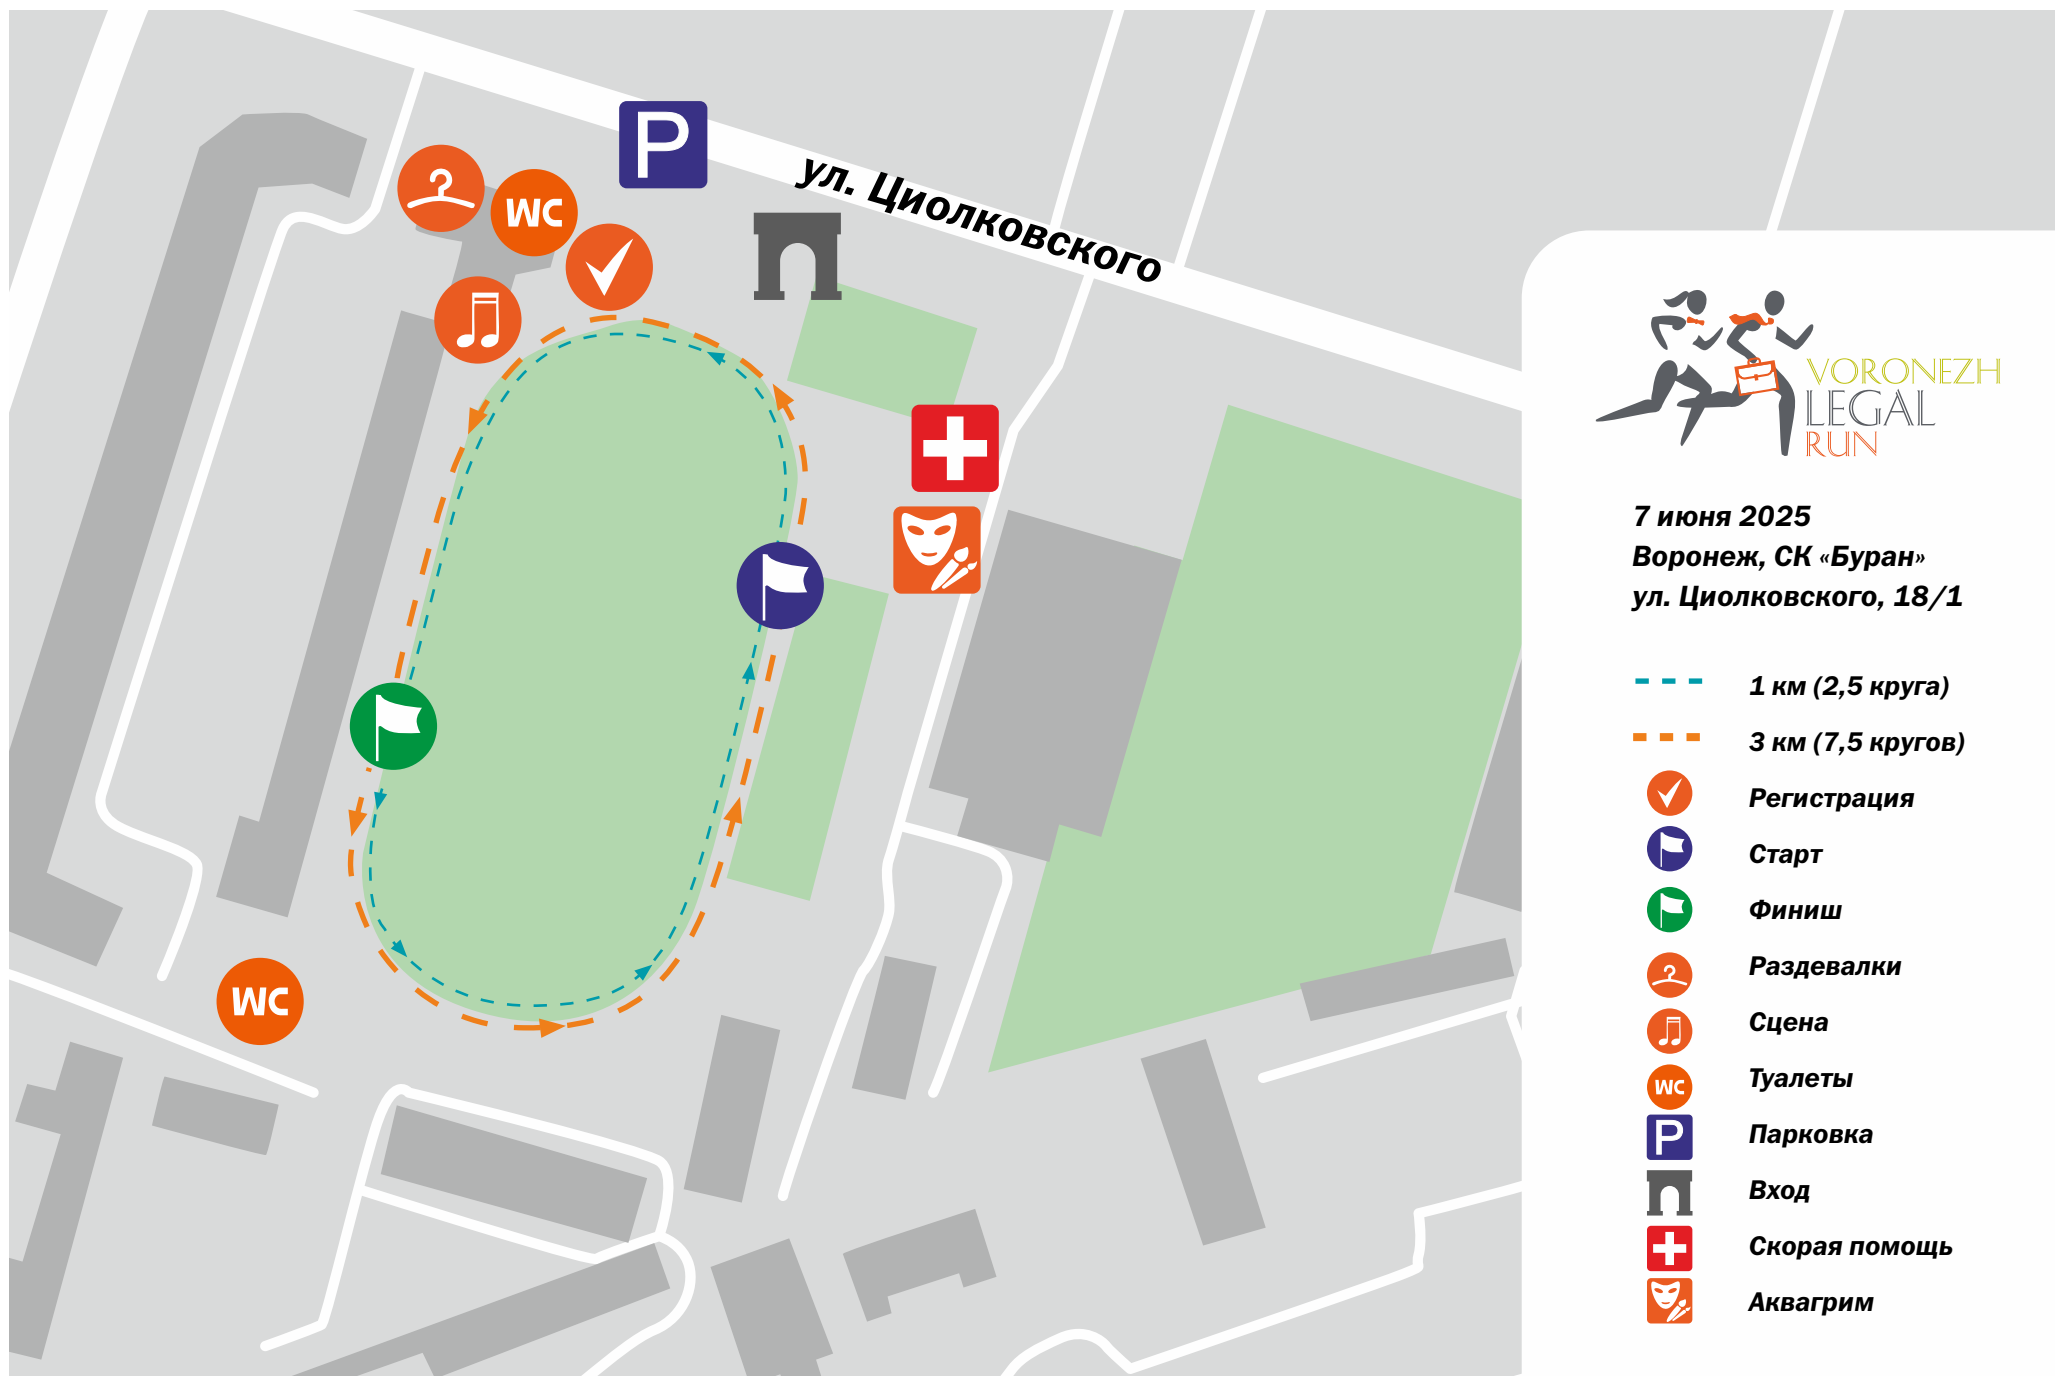 P
WC
ул. Циолковского
WC
VORONEZH
LEGAL
RUN
7 июня 2025
Воронеж, СК «Буран»
ул. Циолковского, 18/1
1 км (2,5 круга)
3 км (7,5 кругов)
Регистрация
Старт
Финиш
Раздевалки
Сцена
WC Туалеты
P Парковка
Вход
Скорая помощь
Аквагрим